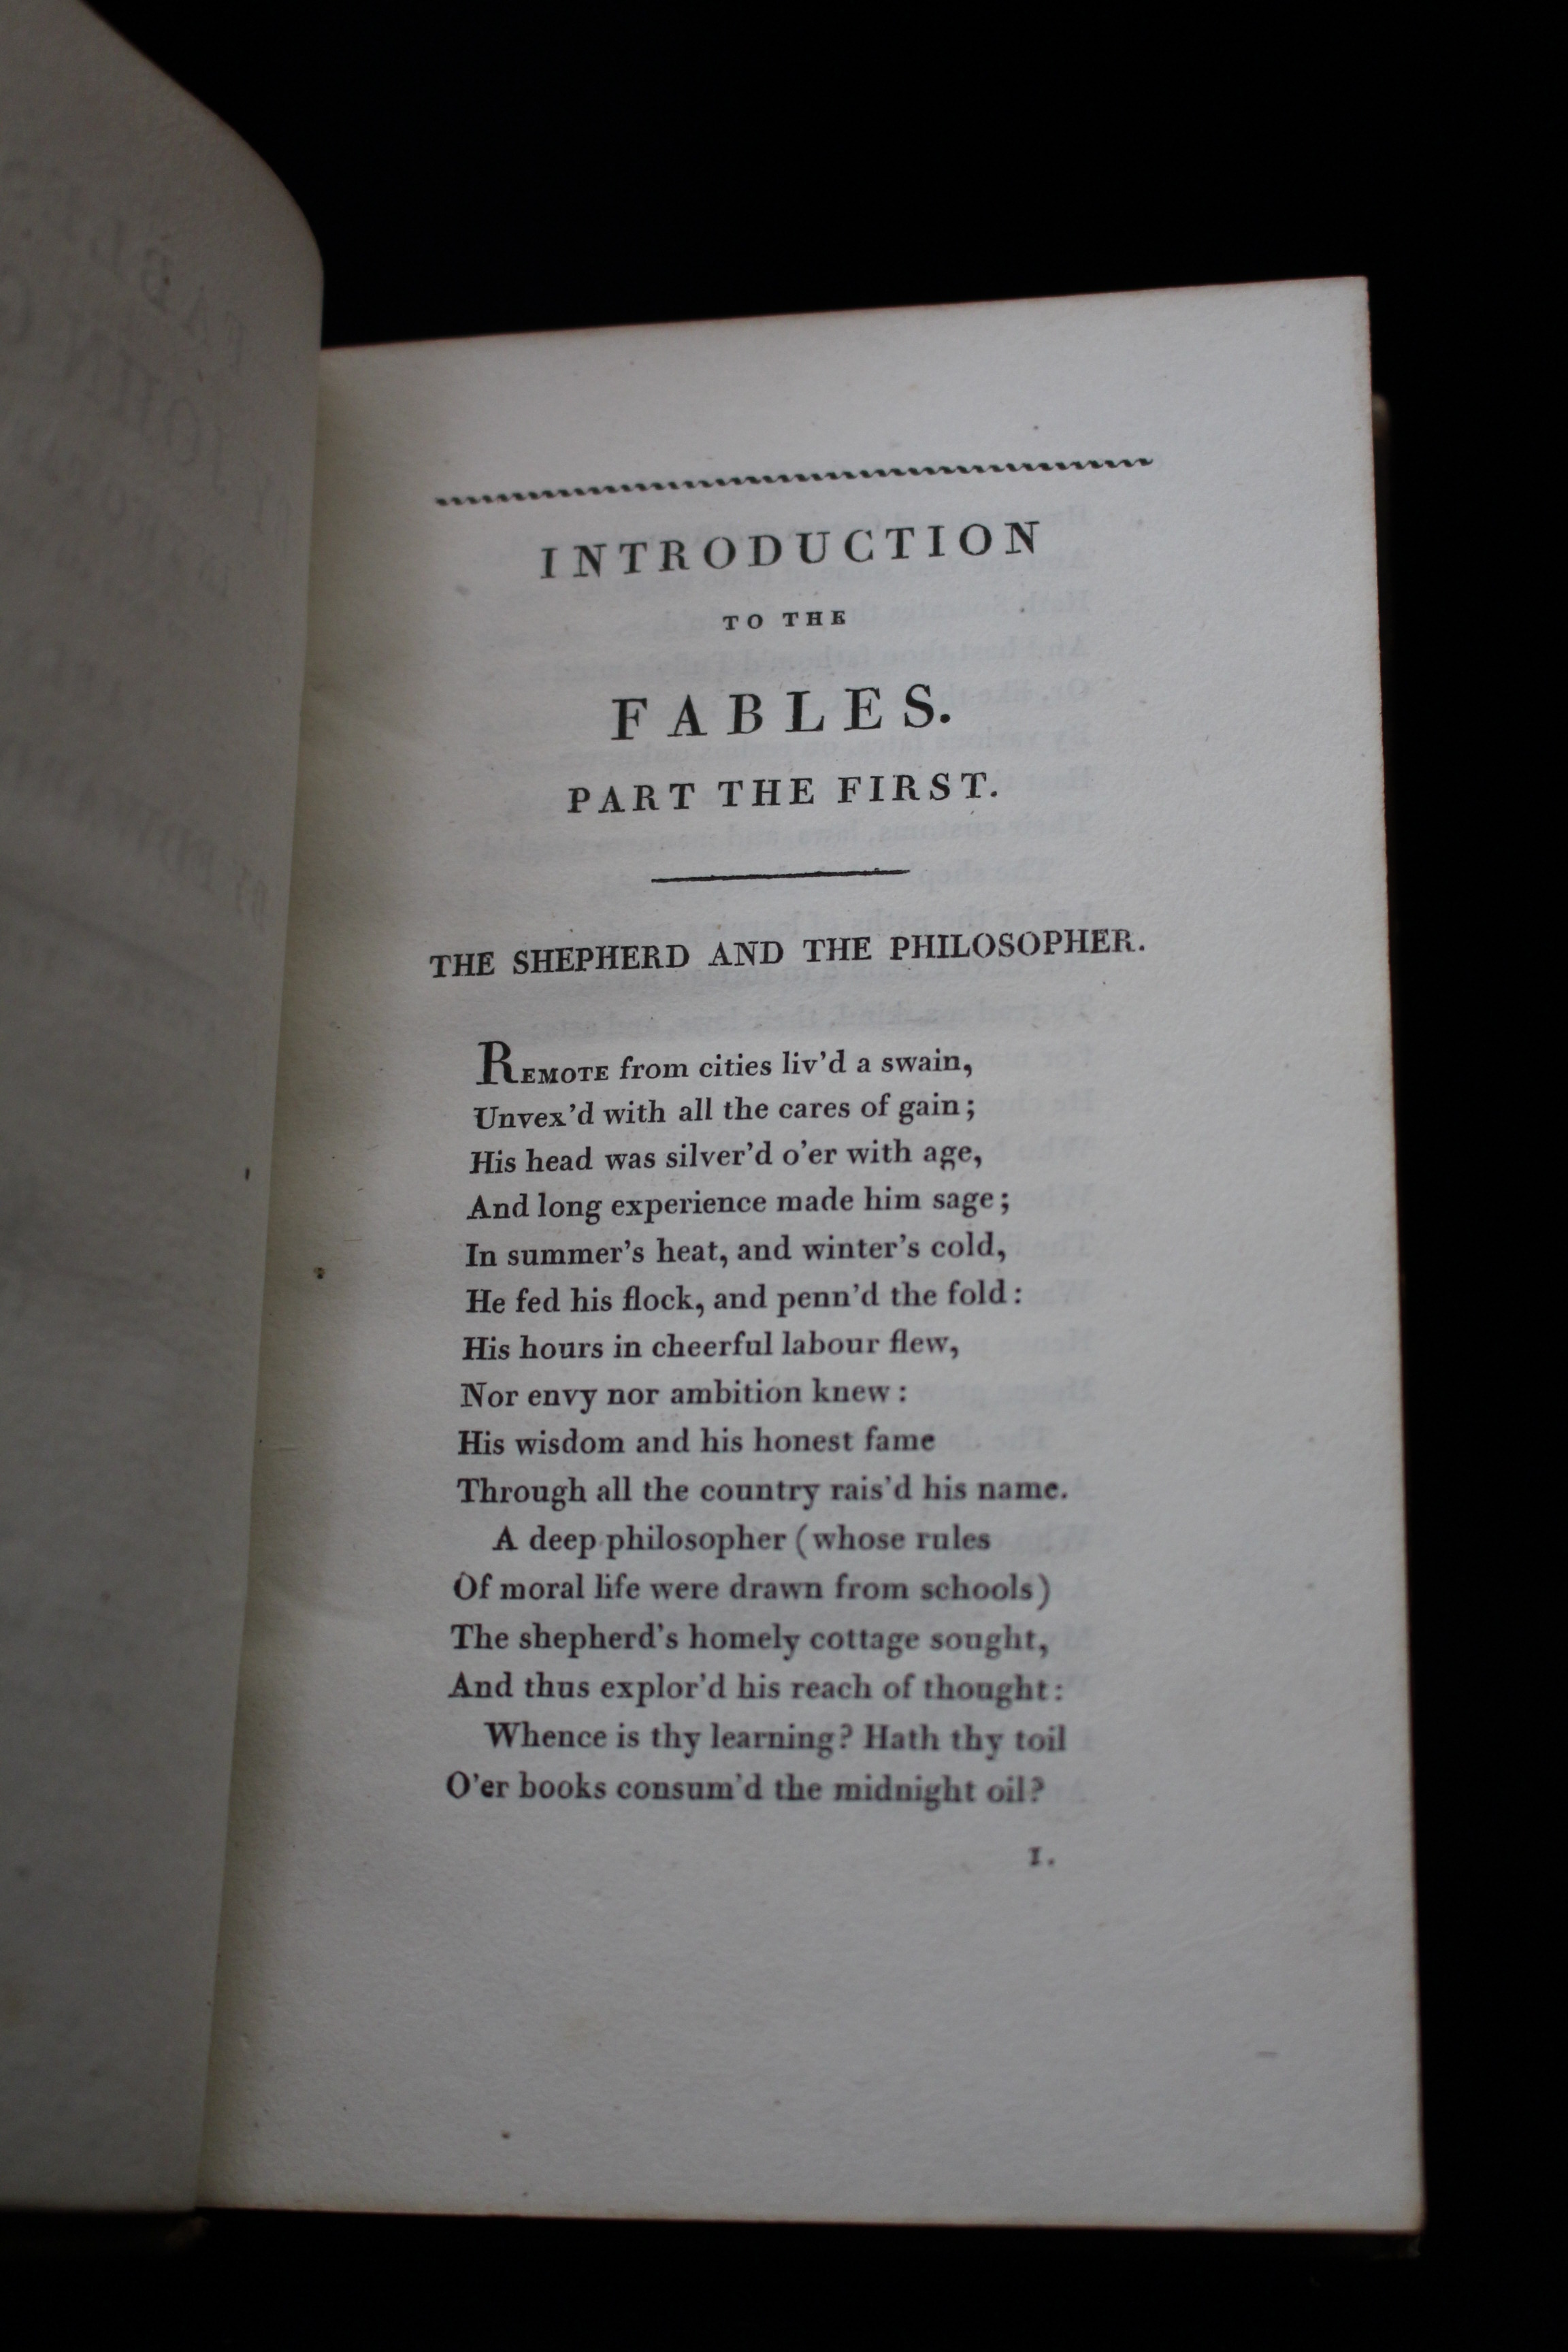 INTRODUCTION
TO THE
FABLES.
PART THE FIRST.
THE SHEPHERD AND THE PHILOSOPHER.
REMOTE from cities liv'd a swain,
Unvex'd with all the cares of gain;
His head was silver'd o'er with age,
And long experience made him sage;
In summer's heat, and winter's cold,
He fed his flock, and penn'd the fold:
His hours in cheerful labour flew,
Nor envy nor ambition knew:
His wisdom and his honest fame
Through all the country rais'd his name.
A deep philosopher (whose rules
Of moral life were drawn from schools)
The shepherd's homely cottage sought,
And thus explor'd his reach of thought:
Whence is thy learning? Hath thy toil
O'er books consum'd the midnight oil?
I.